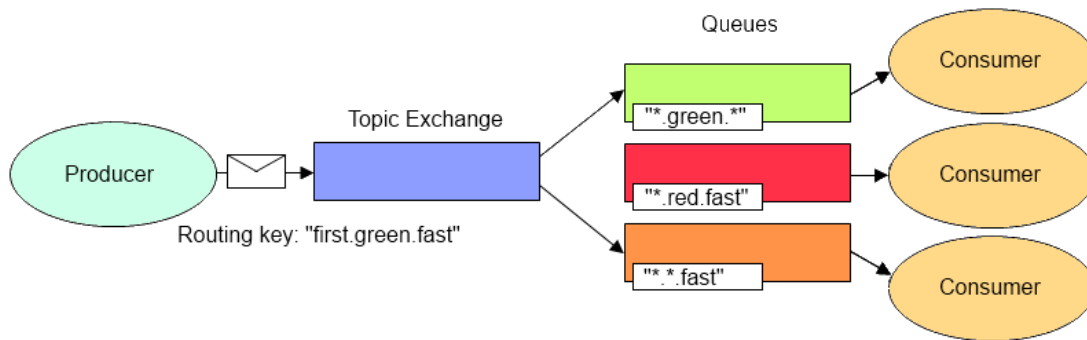 Queues
Consumer
"*.green.*"
Topic Exchange
Producer
"*.red.fast"
Consumer
Routing key: "first.green.fast"
"*.*.fast"
Consumer